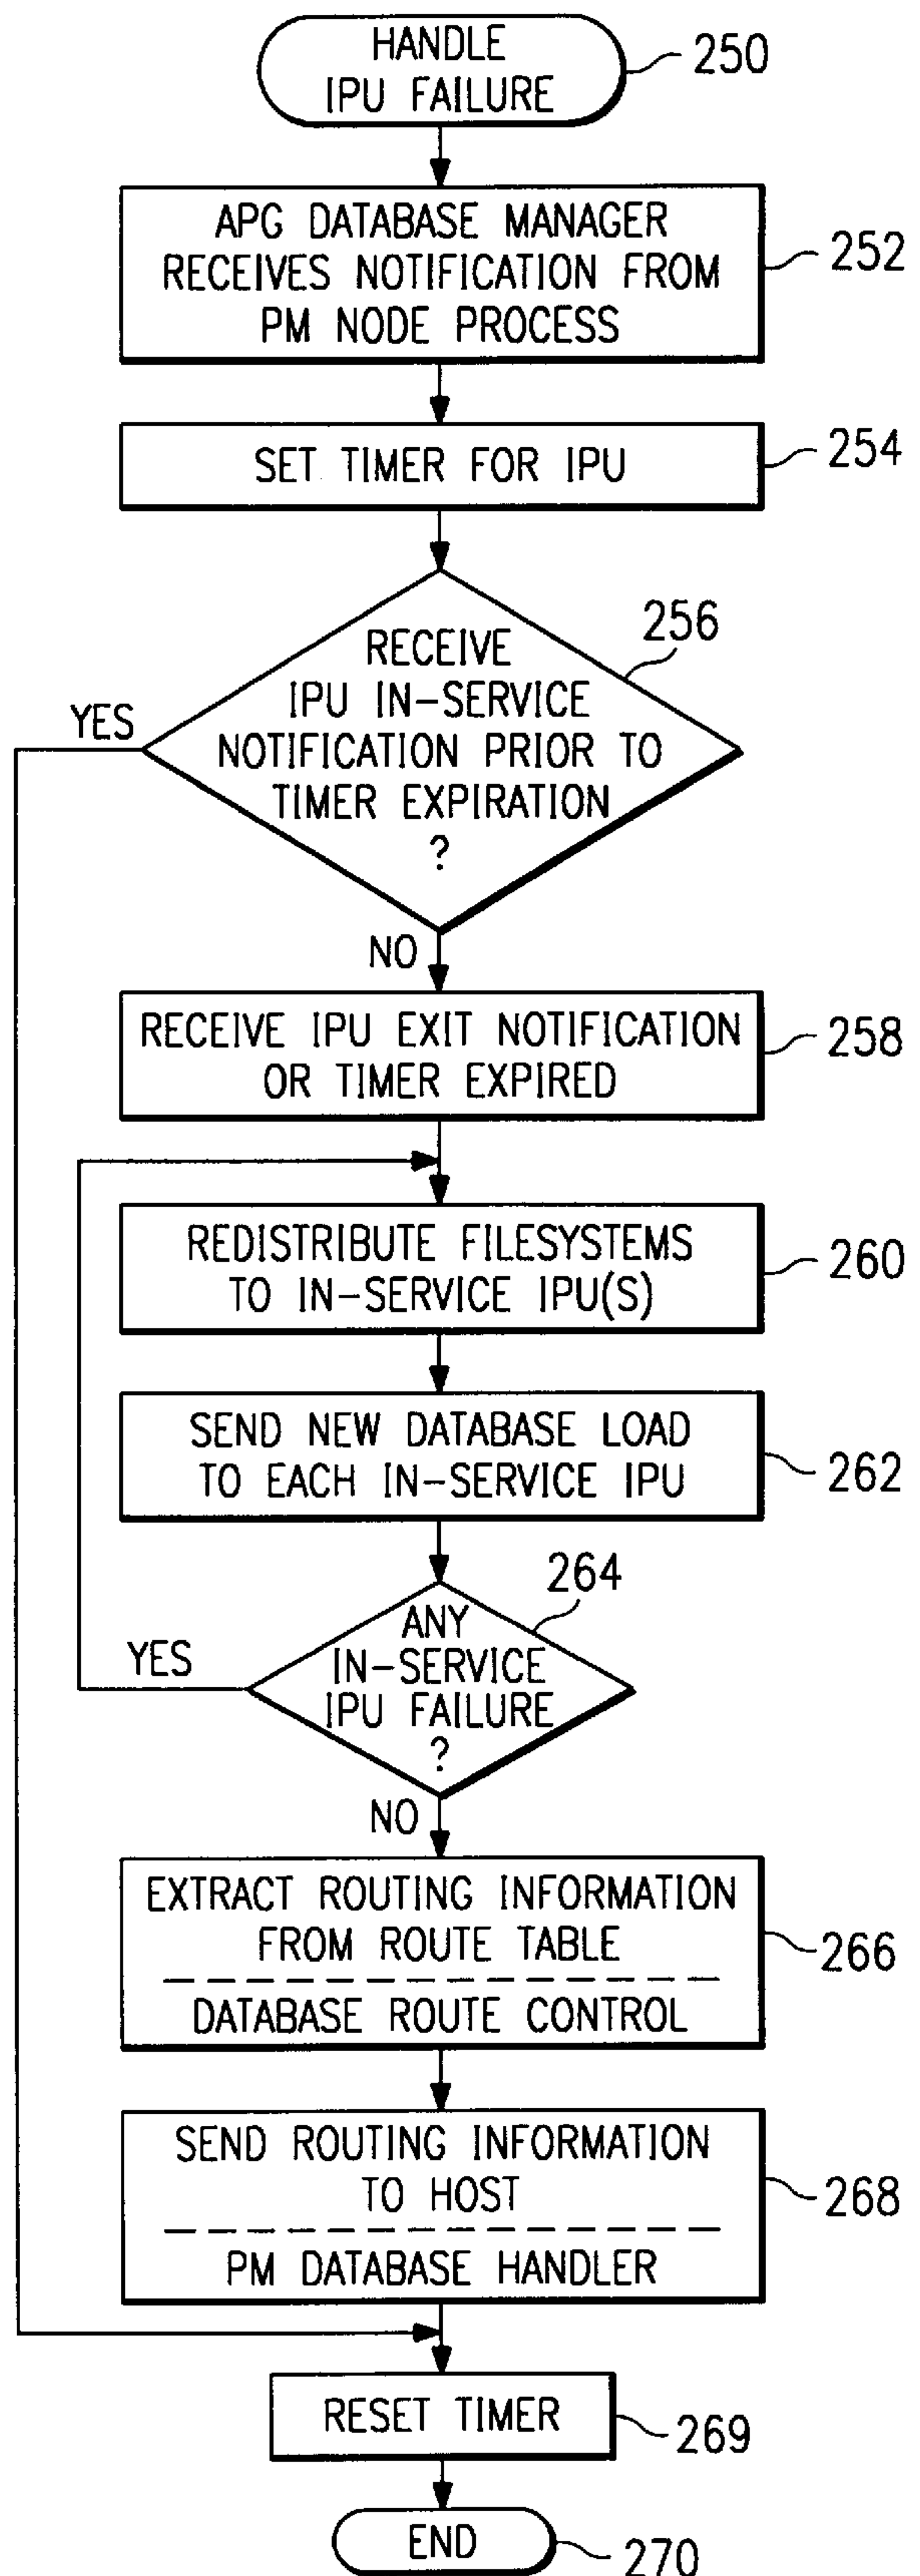 HANDLE
IPU FAILURE
250
APG DATABASE MANAGER
RECEIVES NOTIFICATION FROM
PM NODE PROCESS
252
SET TIMER FOR IPU
254
256
RECEIVE
IPU IN-SERVICE
NOTIFICATION PRIOR TO
TIMER EXPIRATION
?
YES
NO
RECEIVE IPU EXIT NOTIFICATION
OR TIMER EXPIRED
258
REDISTRIBUTE FILESYSTEMS
TO IN-SERVICE IPU(S)
260
SEND NEW DATABASE LOAD
TO EACH IN-SERVICE IPU
262
264
ANY
IN-SERVICE
IPU FAILURE
?
YES
NO
EXTRACT ROUTING INFORMATION
FROM ROUTE TABLE
DATABASE ROUTE CONTROL
266
SEND ROUTING INFORMATION
TO HOST
PM DATABASE HANDLER
268
RESET TIMER
269
END
270